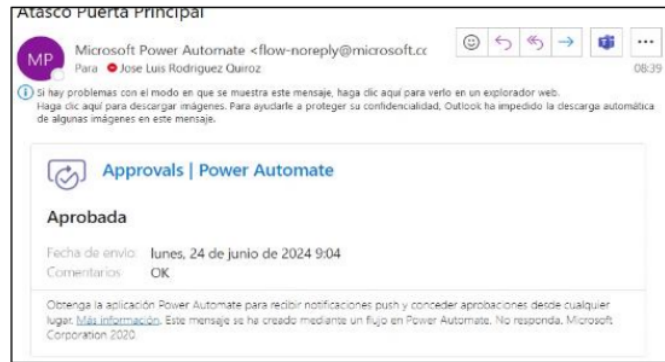 Atasco Puerta Principal
MP
Microsoft Power Automate <flow-noreply@microsoft.cc
Para Jose Luis Rodriguez Quiroz
08:39
Si hay problemas con el modo en que se muestra este mensaje, haga clic aquí para verlo en un explorador web.
Haga clic aquí para descargar imágenes. Para ayudarle a proteger su confidencialidad, Outlook ha impedido la descarga automática
de algunas imágenes en este mensaje.
Approvals | Power Automate
Aprobada
Fecha de envío: lunes, 24 de junio de 2024 9:04
Comentarios OK
Obtenga la aplicación Power Automate para recibir notificaciones push y conceder aprobaciones desde cualquier
lugar. Más información. Este mensaje se ha creado mediante un flujo en Power Automate. No responda. Microsoft
Corporation 2020.